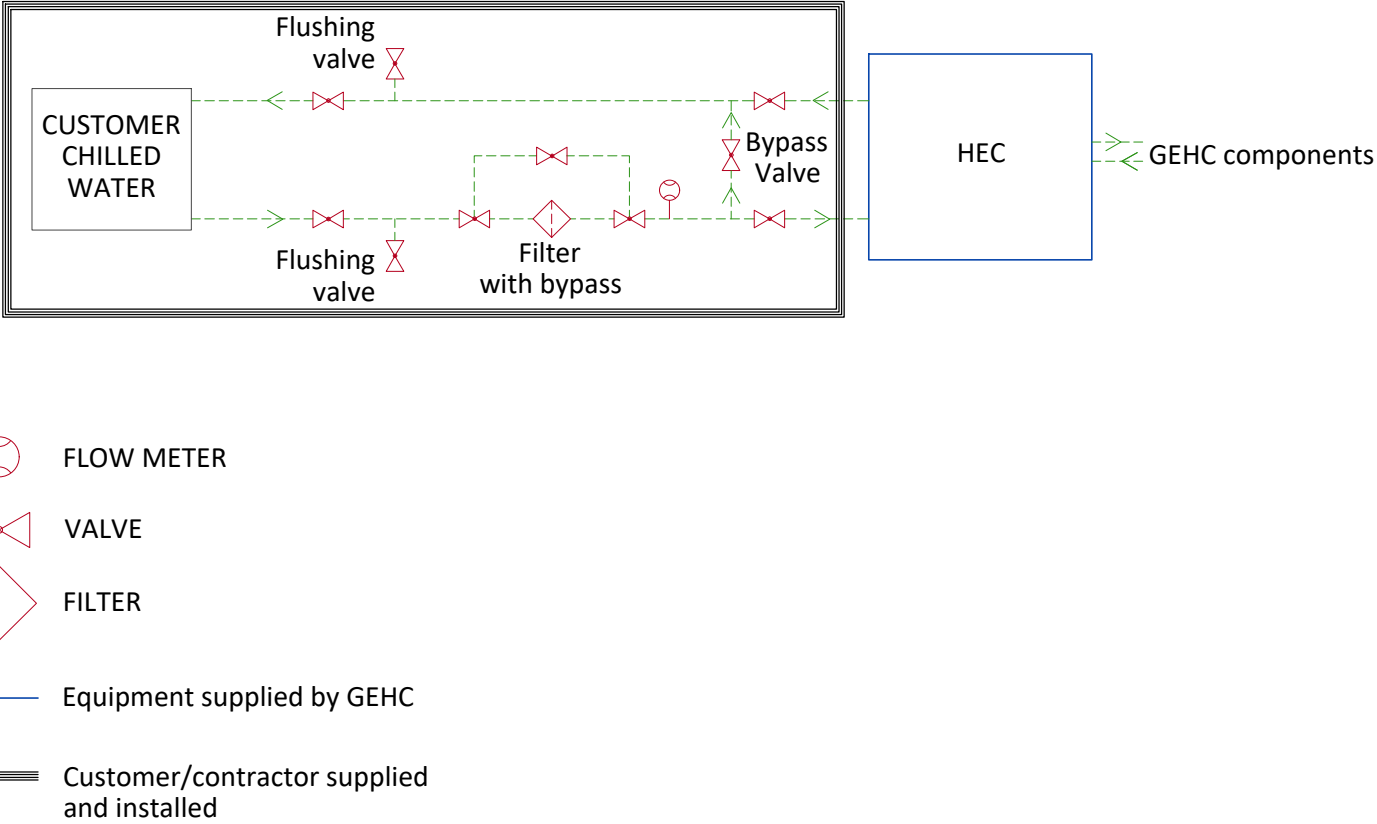 Flushing
valve
CUSTOMER
CHILLED
WATER
Bypass
Valve
HEC
GEHC components
Flushing
valve
Filter
with bypass
FLOW METER
VALVE
FILTER
Equipment supplied by GEHC
Customer/contractor supplied
and installed